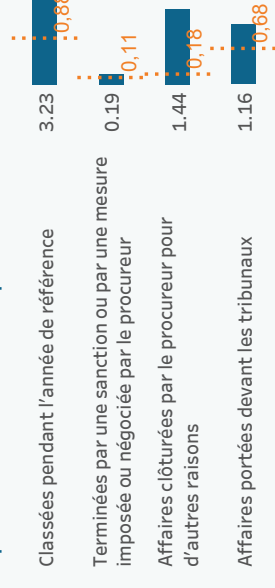 Classées pendant l'année de référence
3.23
0,88
Terminées par une sanction ou par une mesure
imposée ou négociée par le procureur
0.19
0,11
Affaires clôturées par le procureur pour
d'autres raisons
1.44
0,18
Affaires portées devant les tribunaux
1.16
0,68